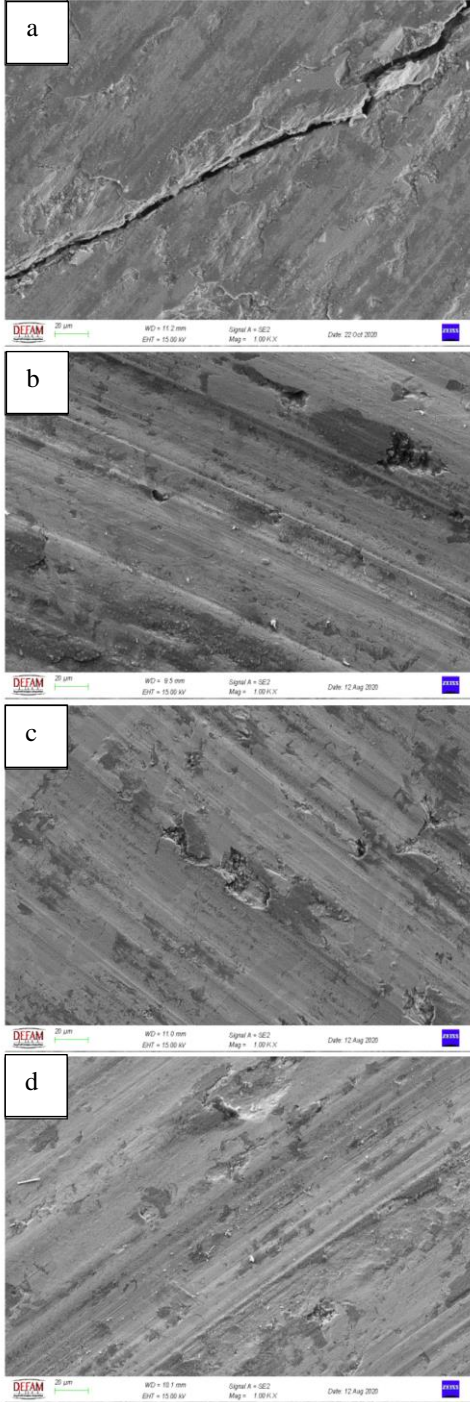 a
20 µm
WD = 11.2 mm
Signal A = SE2
DEFAM
EHT = 15.00 kV
Mag = 1.00 K X
Date :22 Oct 2020
ZEISS
b
20 µm
WD = 9.5 mm
Signal A = SE2
DEFAM
EHT = 15.00 kV
Mag = 1.00 K X
Date :12 Aug 2020
ZEISS
c
20 µm
WD = 11.0 mm
Signal A = SE2
DEFAM
EHT = 15.00 kV
Mag = 1.00 K X
Date :12 Aug 2020
ZEISS
d
20 µm
WD = 10.1 mm
Signal A = SE2
DEFAM
EHT = 15.00 kV
Mag = 1.00 K X
Date :12 Aug 2020
ZEISS